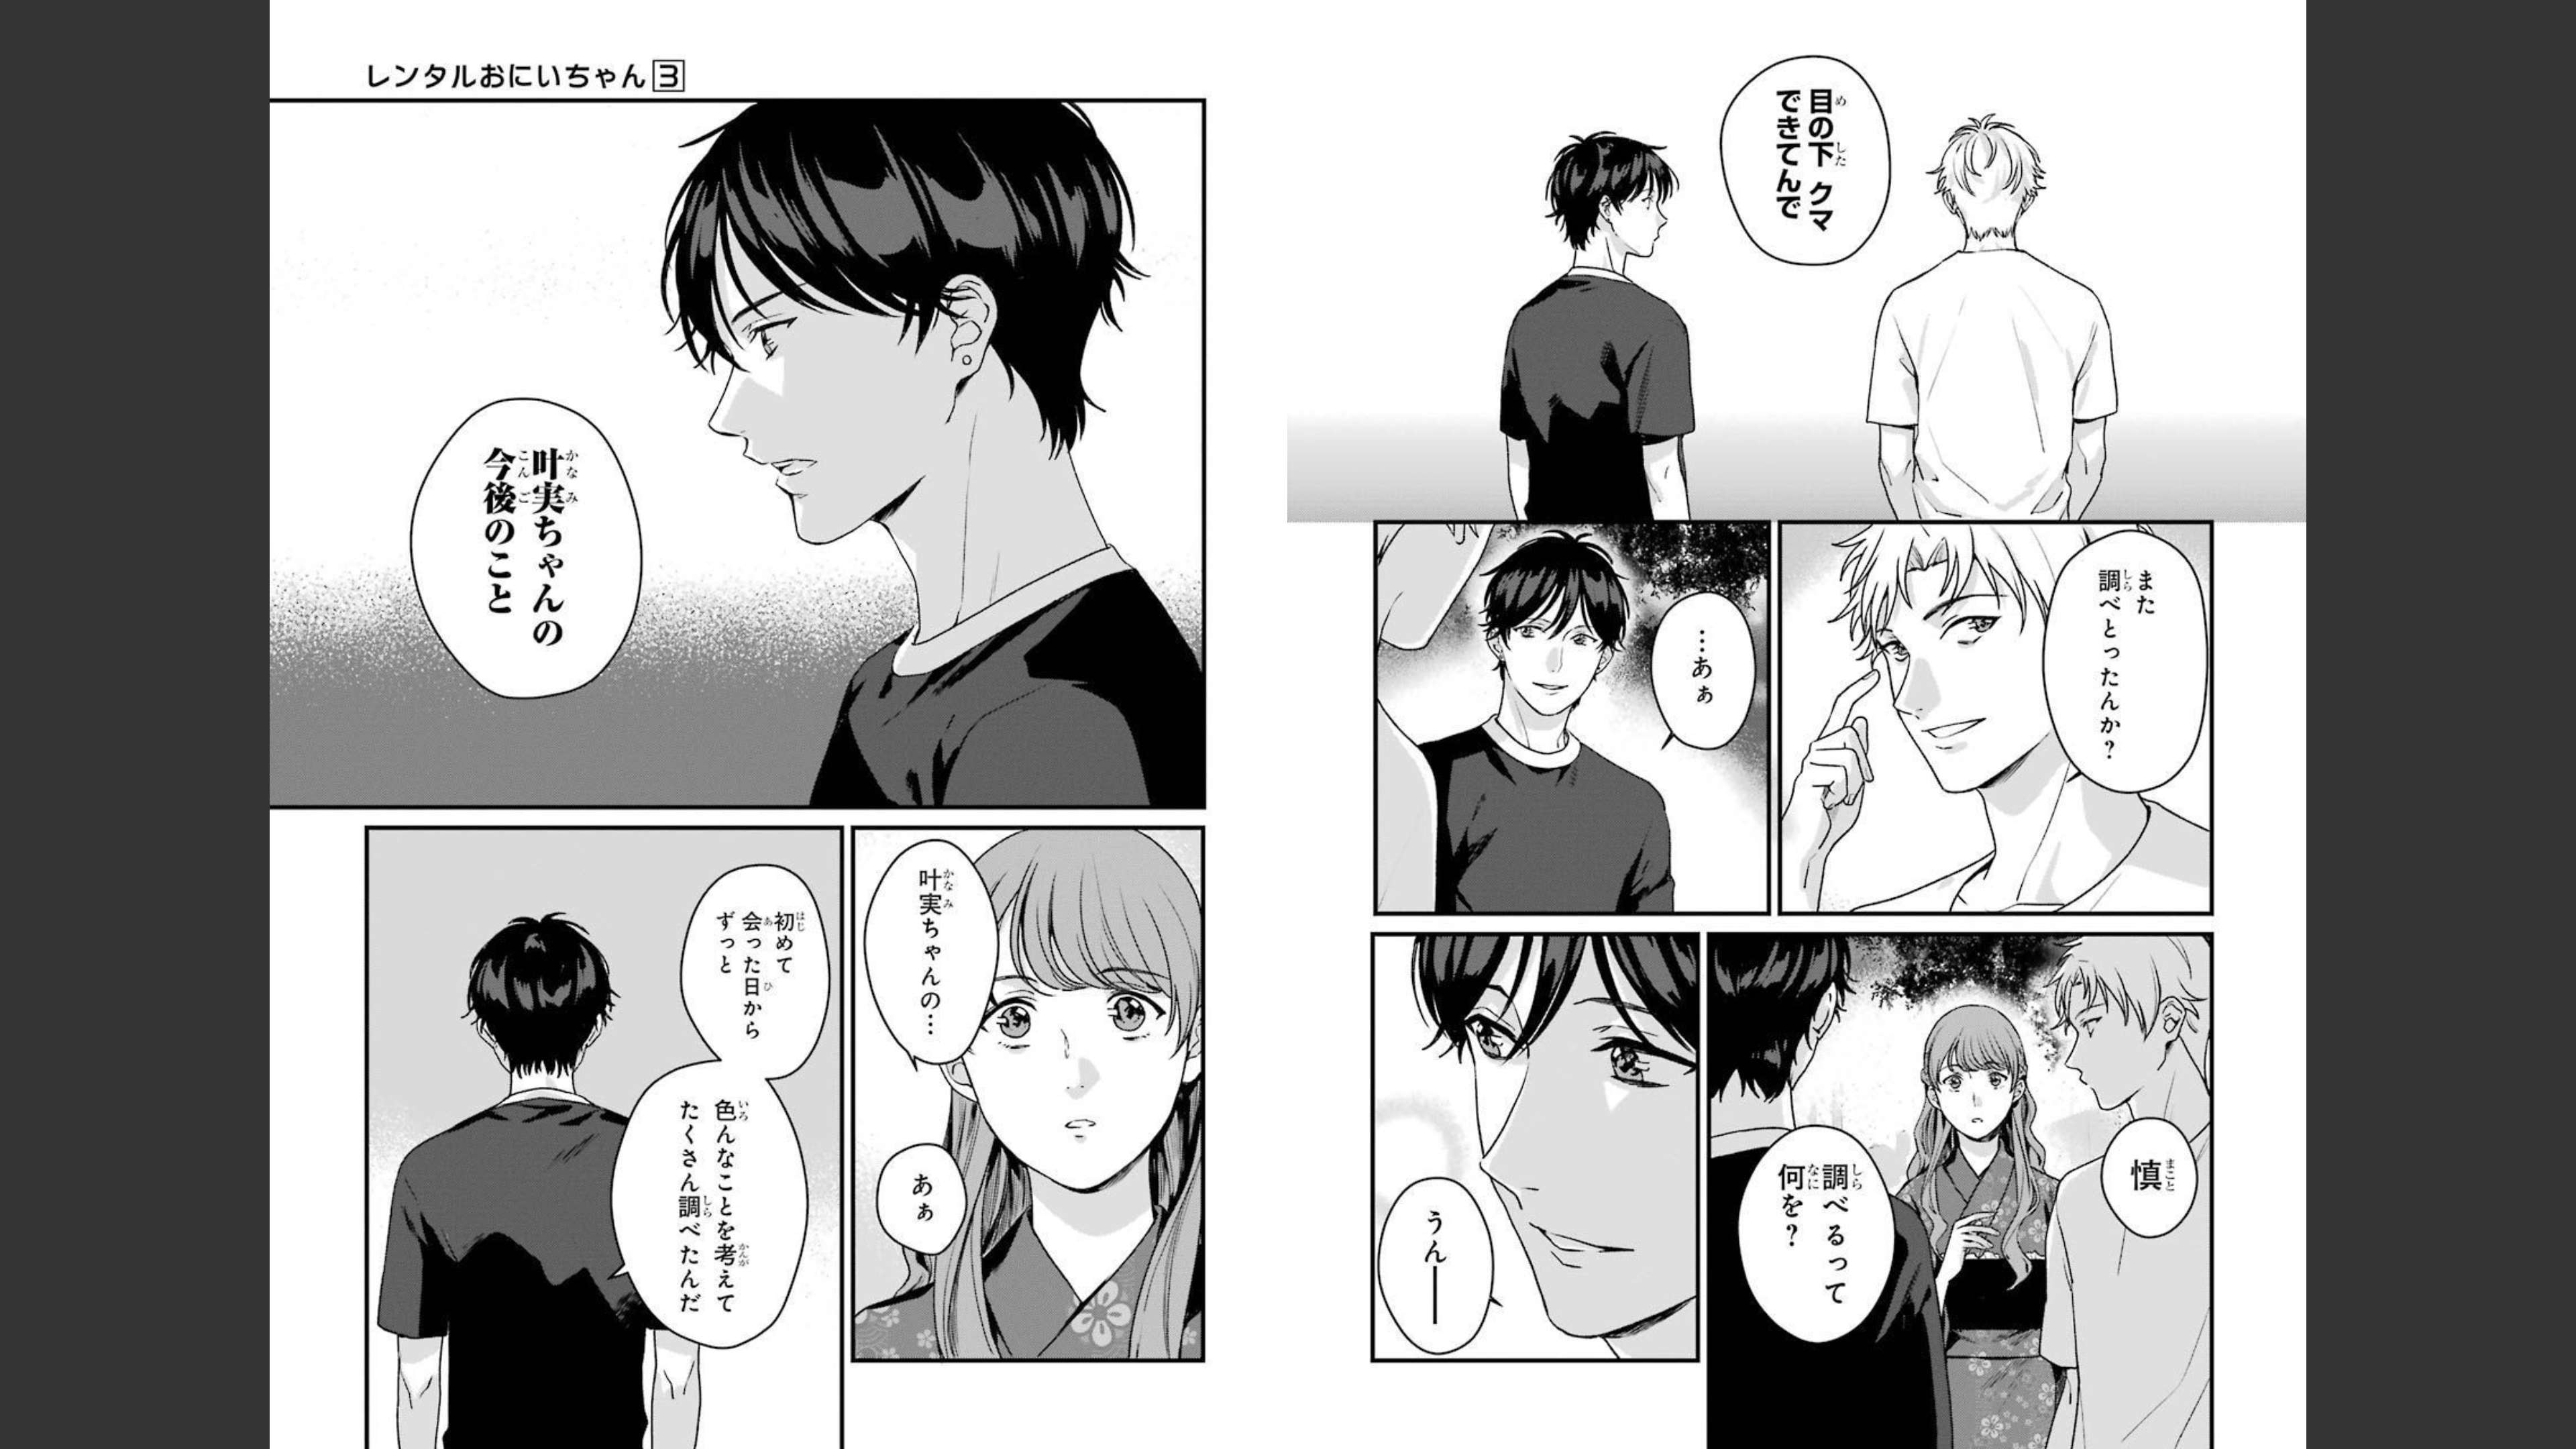 目の下 クマ
できてんで
また
調べとったんか?
…あぁ
慎
調べるって
何を?
うん──
レンタルおにいちゃん3
叶実ちゃんの
今後のこと
叶実ちゃんの…
あぁ
初めて
会った日から
ずっと
色んなことを考えて
たくさん調べたんだ